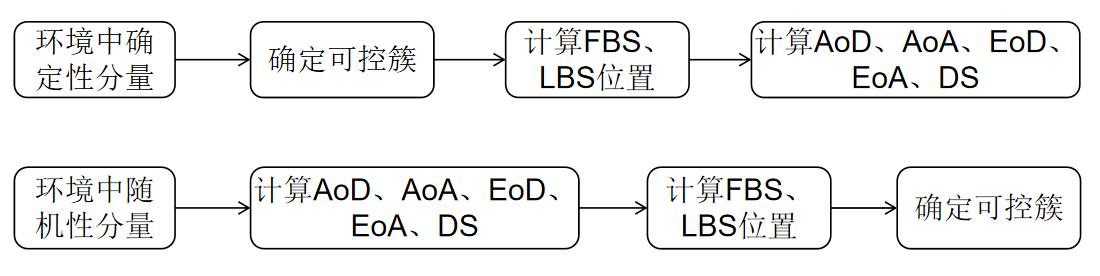 环境中确
定性分量
确定可控簇
计算FBS、
LBS位置
计算AoD、AoA、EoD、
EoA、DS
环境中随
机性分量
计算AoD、AoA、EoD、
EoA、DS
计算FBS、
LBS位置
确定可控簇